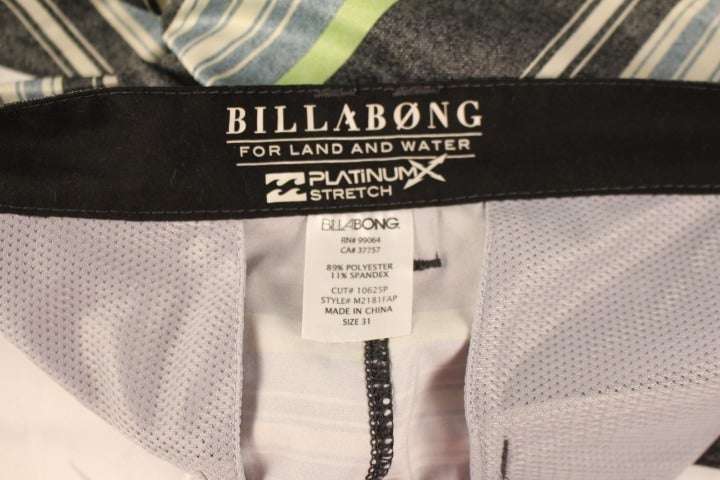 BILLABØNG
FOR LAND AND WATER
PLATINUMX
STRETCH
BILLABONG
RN# 99064
CA# 37757
89% POLYESTER
11% SPANDEX
CUT# 10625P
STYLE# M2181FAP
MADE IN CHINA
SIZE 31